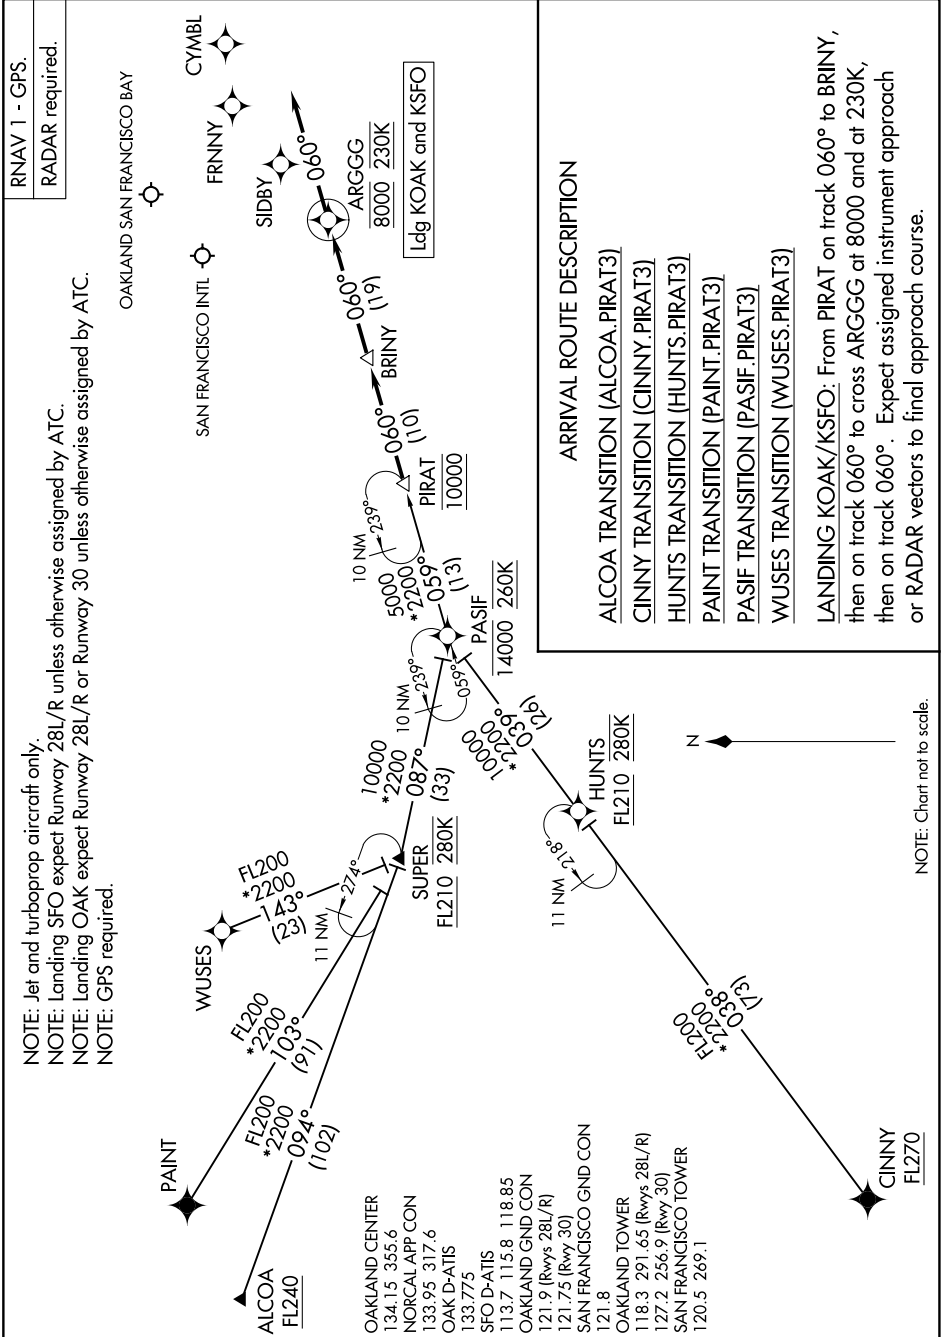 RNAV 1 - GPS.
RADAR required.
NOTE: Jet and turboprop aircraft only.
NOTE: Landing SFO expect Runway 28L/R unless otherwise assigned by ATC.
NOTE: Landing OAK expect Runway 28L/R or Runway 30 unless otherwise assigned by ATC.
NOTE: GPS required.
OAKLAND SAN FRANCISCO BAY
SAN FRANCISCO INTL
CYMBL
FRNNY
SIDBY
060°
ARGGG
8000 230K
Ldg KOAK and KSFO
060°
(19)
BRINY
060°
(10)
PIRAT
10000
10 NM
239°
5000
*2200
059°
(13)
PASIF
14000 260K
10 NM
239°
059°
10000
*2200
087°
(33)
SUPER
FL210 280K
11 NM
274°
WUSES
FL200
*2200
143°
(23)
PAINT
FL200
*2200
103°
(91)
ALCOA
FL240
FL200
*2200
094°
(102)
10000
*2200
039°
(26)
HUNTS
FL210 280K
11 NM
218°
FL200
*2200
038°
(73)
CINNY
FL270
N
NOTE: Chart not to scale.
OAKLAND CENTER
134.15 355.6
NORCAL APP CON
133.95 317.6
OAK D-ATIS
133.775
SFO D-ATIS
113.7 115.8 118.85
OAKLAND GND CON
121.9 (Rwys 28L/R)
121.75 (Rwy 30)
SAN FRANCISCO GND CON
121.8
OAKLAND TOWER
118.3 291.65 (Rwys 28L/R)
127.2 256.9 (Rwy 30)
SAN FRANCISCO TOWER
120.5 269.1
ARRIVAL ROUTE DESCRIPTION
ALCOA TRANSITION (ALCOA.PIRAT3)
CINNY TRANSITION (CINNY.PIRAT3)
HUNTS TRANSITION (HUNTS.PIRAT3)
PAINT TRANSITION (PAINT.PIRAT3)
PASIF TRANSITION (PASIF.PIRAT3)
WUSES TRANSITION (WUSES.PIRAT3)
LANDING KOAK/KSFO: From PIRAT on track 060° to BRINY,
then on track 060° to cross ARGGG at 8000 and at 230K,
then on track 060°. Expect assigned instrument approach
or RADAR vectors to final approach course.